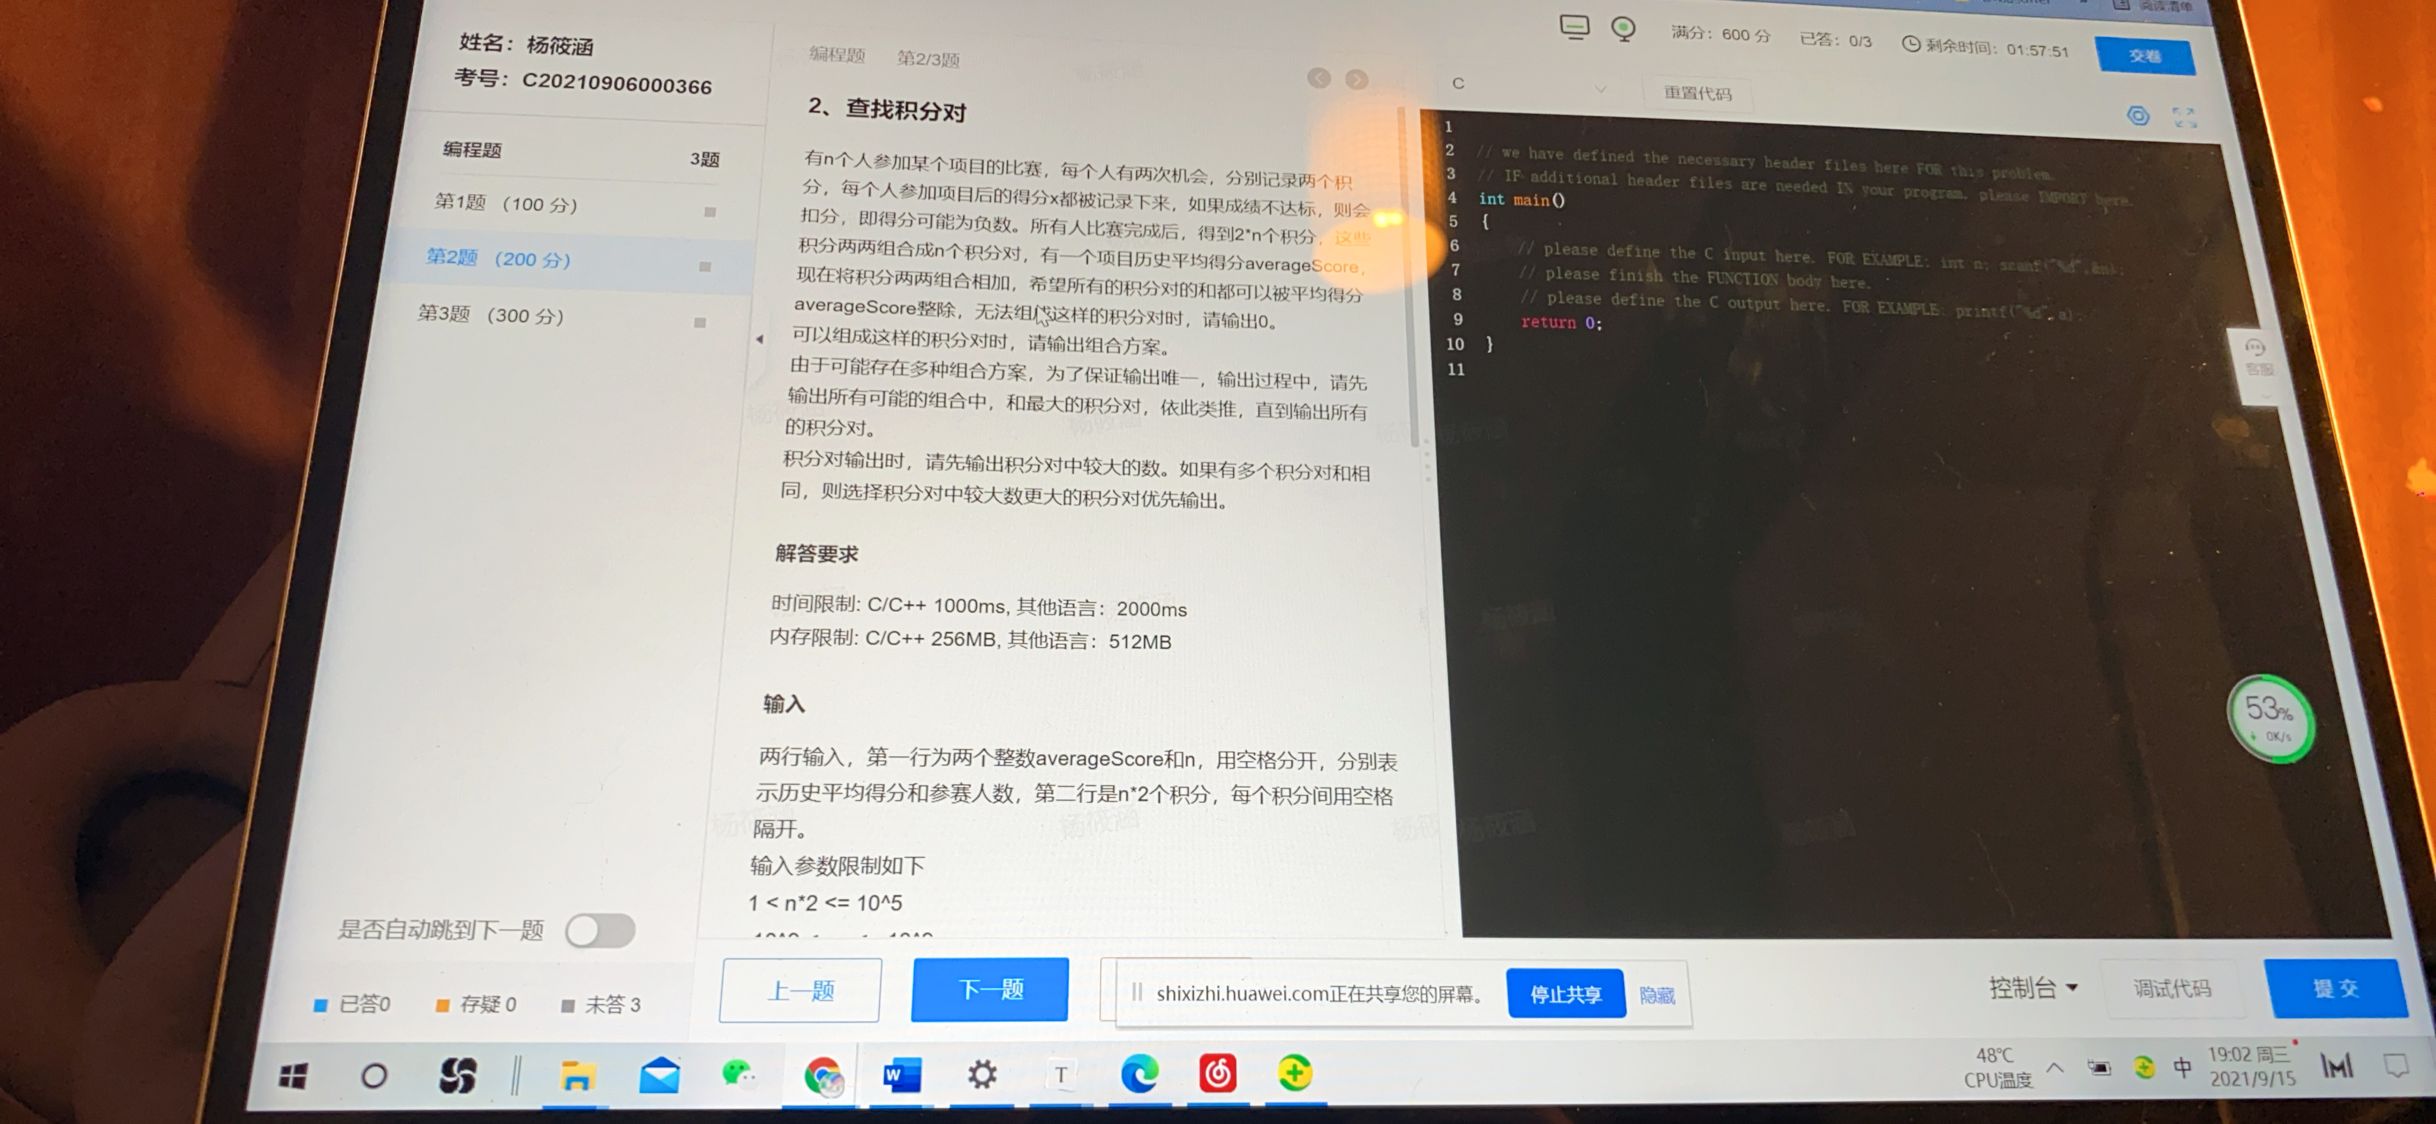 姓名：杨筱涵
考号：C20210906000366
编程题 3题
第1题 （100 分）
第2题 （200 分）
第3题 （300 分）
是否自动跳到下一题
已答0 存疑 0 未答 3
编程题 第2/3题
2、查找积分对
有n个人参加某个项目的比赛，每个人有两次机会，分别记录两个积
分，每个人参加项目后的得分x都被记录下来，如果成绩不达标，则会
扣分，即得分可能为负数。所有人比赛完成后，得到2*n个积分，这些
积分两两组合成n个积分对，有一个项目历史平均得分averageScore，
现在将积分两两组合相加，希望所有的积分对的和都可以被平均得分
averageScore整除，无法组成这样的积分对时，请输出0。
可以组成这样的积分对时，请输出组合方案。
由于可能存在多种组合方案，为了保证输出唯一，输出过程中，请先
输出所有可能的组合中，和最大的积分对，依此类推，直到输出所有
的积分对。
积分对输出时，请先输出积分对中较大的数。如果有多个积分对和相
同，则选择积分对中较大数更大的积分对优先输出。
解答要求
时间限制: C/C++ 1000ms, 其他语言：2000ms
内存限制: C/C++ 256MB, 其他语言：512MB
输入
两行输入，第一行为两个整数averageScore和n，用空格分开，分别表
示历史平均得分和参赛人数，第二行是n*2个积分，每个积分间用空格
隔开。
输入参数限制如下
1 < n*2 <= 10^5
上一题 下一题
满分：600 分 已答：0/3 剩余时间：01:57:51 交卷
C 重置代码
1
2 // we have defined the necessary header files here FOR this problem.
3 // IF additional header files are needed IN your program, please IMPORT here.
4 int main()
5 {
6 // please define the C input here. FOR EXAMPLE: int n; scanf("%d",&n);
7 // please finish the FUNCTION body here.
8 // please define the C output here. FOR EXAMPLE: printf("%d",a);
9 return 0;
10 }
11
客服
53%
0K/s
shixizhi.huawei.com正在共享您的屏幕。 停止共享 隐藏
控制台 调试代码 提交
48℃
CPU温度
中
19:02 周三
2021/9/15